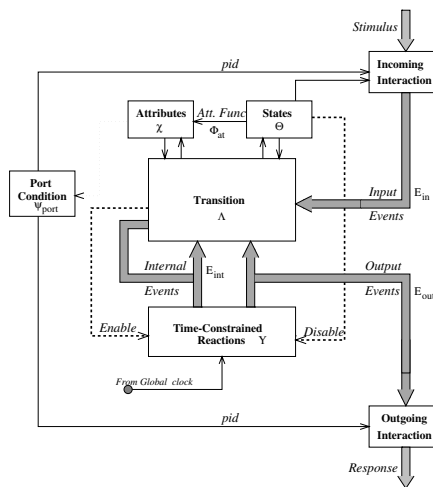 Stimulus
pid
Incoming
Interaction
Attributes
χ
Att. Func
Φat
States
Θ
Port
Condition
Ψport
Transition
Λ
Input
Events
Ein
Internal
Events
Eint
Output
Events
Eout
Enable
Time-Constrained
Reactions Υ
Disable
From Global clock
pid
Outgoing
Interaction
Response